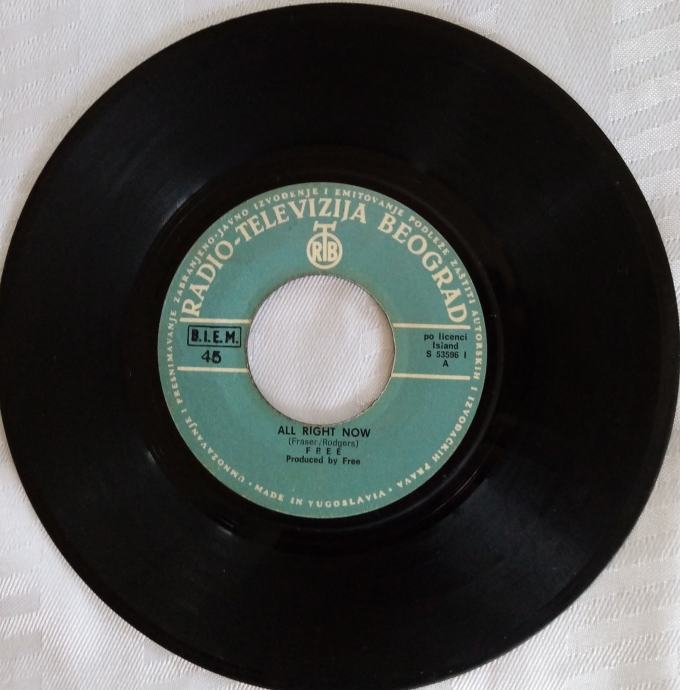 UMNOŽAVANJE I PRESNIMAVANJE ZABRANJENO • JAVNO IZVOĐENJE I EMITOVANJE PODLEŽE ZAŠTITI AUTORSKIH I IZVOĐAČKIH PRAVA • MADE IN YUGOSLAVIA •
RADIO-TELEVIZIJA BEOGRAD
RTB
B.I.E.M.
45
po licenci
Island
S 53596 I
A
ALL RIGHT NOW
(Fraser/Rodgers)
FREE
Produced by Free